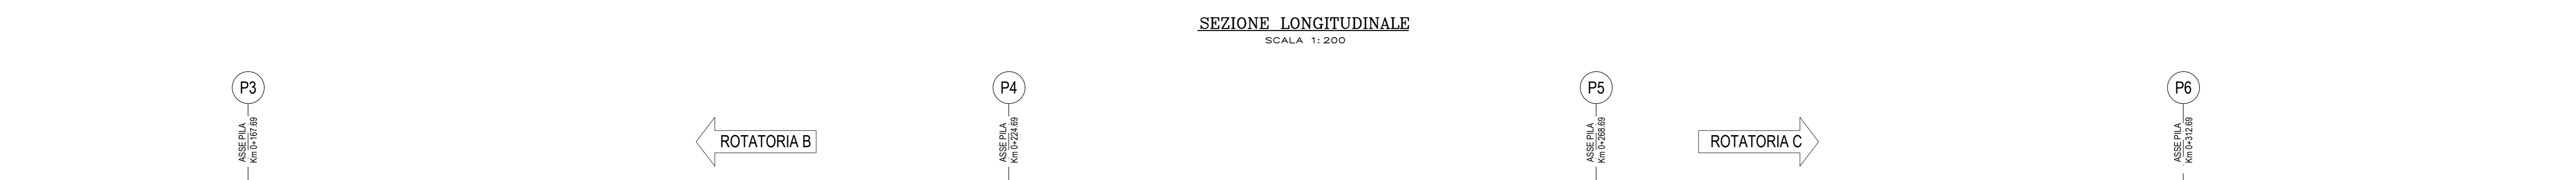 SEZIONE LONGITUDINALE
SCALA 1:200
P3
P4
P5
P6
ASSE PILA
Km 0+167.69
ROTATORIA B
ASSE PILA
Km 0+224.69
ASSE PILA
Km 0+268.69
ROTATORIA C
ASSE PILA
Km 0+312.69